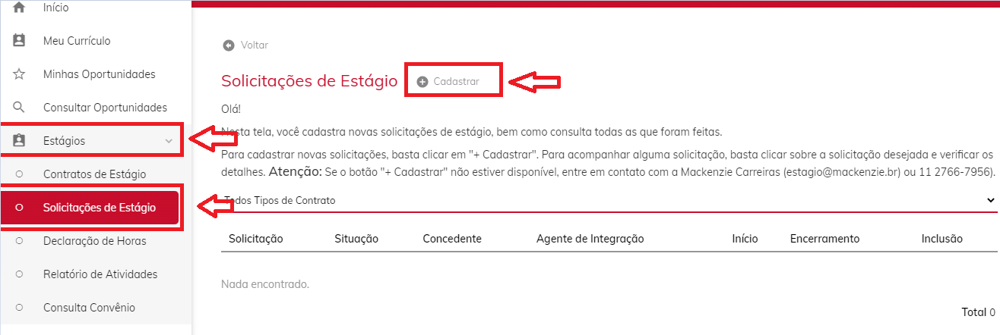 Início
Meu Currículo
Minhas Oportunidades
Consultar Oportunidades
Estágios
Contratos de Estágio
Solicitações de Estágio
Declaração de Horas
Relatório de Atividades
Consulta Convênio
Voltar
Solicitações de Estágio Cadastrar
Olá!
Nesta tela, você cadastra novas solicitações de estágio, bem como consulta todas as que foram feitas.
Para cadastrar novas solicitações, basta clicar em "+ Cadastrar". Para acompanhar alguma solicitação, basta clicar sobre a solicitação desejada e verificar os
detalhes. Atenção: Se o botão "+ Cadastrar" não estiver disponível, entre em contato com a Mackenzie Carreiras (estagio@mackenzie.br) ou 11 2766-7956).
Todos Tipos de Contrato
Solicitação Situação Concedente Agente de Integração Início Encerramento Inclusão
Nada encontrado.
Total 0